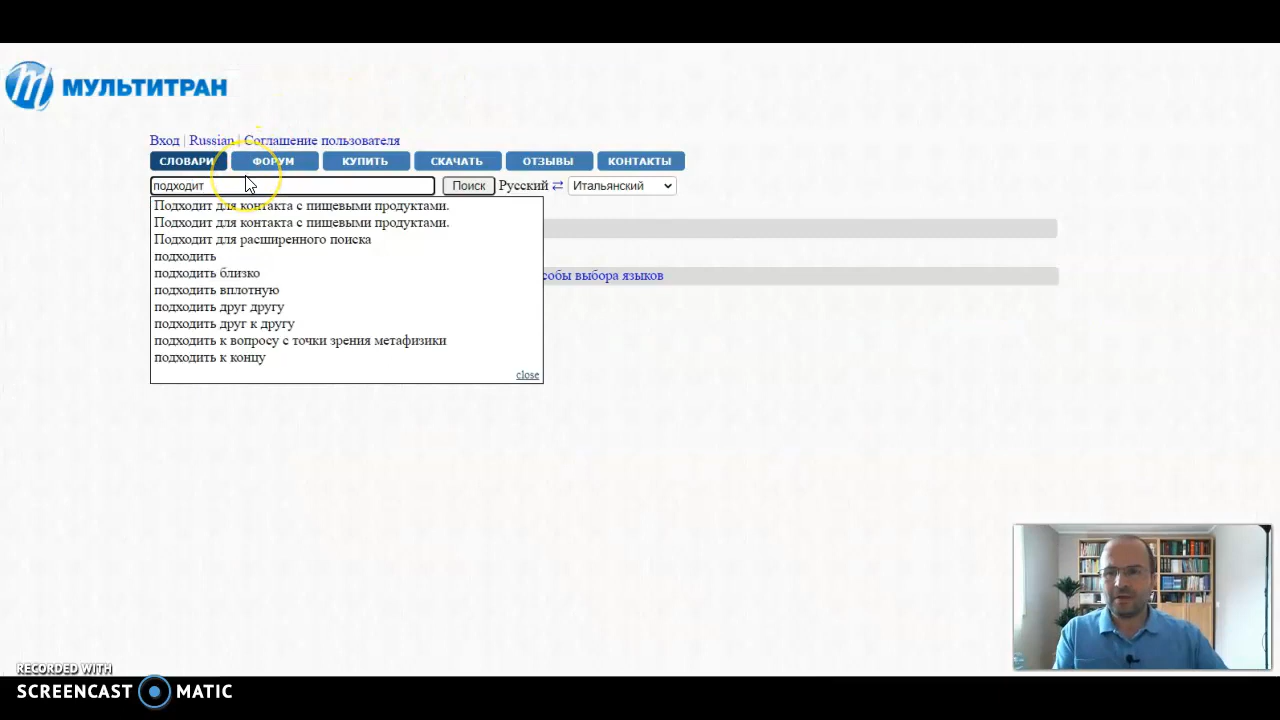 МУЛЬТИТРАН
Вход | Russian | Соглашение пользователя
СЛОВАРИ ФОРУМ КУПИТЬ СКАЧАТЬ ОТЗЫВЫ КОНТАКТЫ
подходит Поиск Русский ⇄ Итальянский
Подходит для контакта с пищевыми продуктами.
Подходит для контакта с пищевыми продуктами.
Подходит для расширенного поиска
подходить
подходить близко
собы выбора языков
подходить вплотную
подходить друг другу
подходить друг к другу
подходить к вопросу с точки зрения метафизики
подходить к концу
close
RECORDED WITH
SCREENCAST MATIC